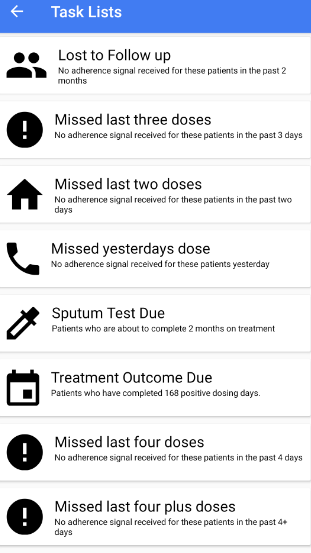 Task Lists
Lost to Follow up
No adherence signal received for these patients in the past 2
months
Missed last three doses
No adherence signal received for these patients in the past 3 days
Missed last two doses
No adherence signal received for these patients in the past two
days
Missed yesterdays dose
No adherence signal received for these patients yesterday
Sputum Test Due
Patients who are about to complete 2 months on treatment
Treatment Outcome Due
Patients who have completed 168 positive dosing days.
Missed last four doses
No adherence signal received for these patients in the past 4 days
Missed last four plus doses
No adherence signal received for these patients in the past 4+
days